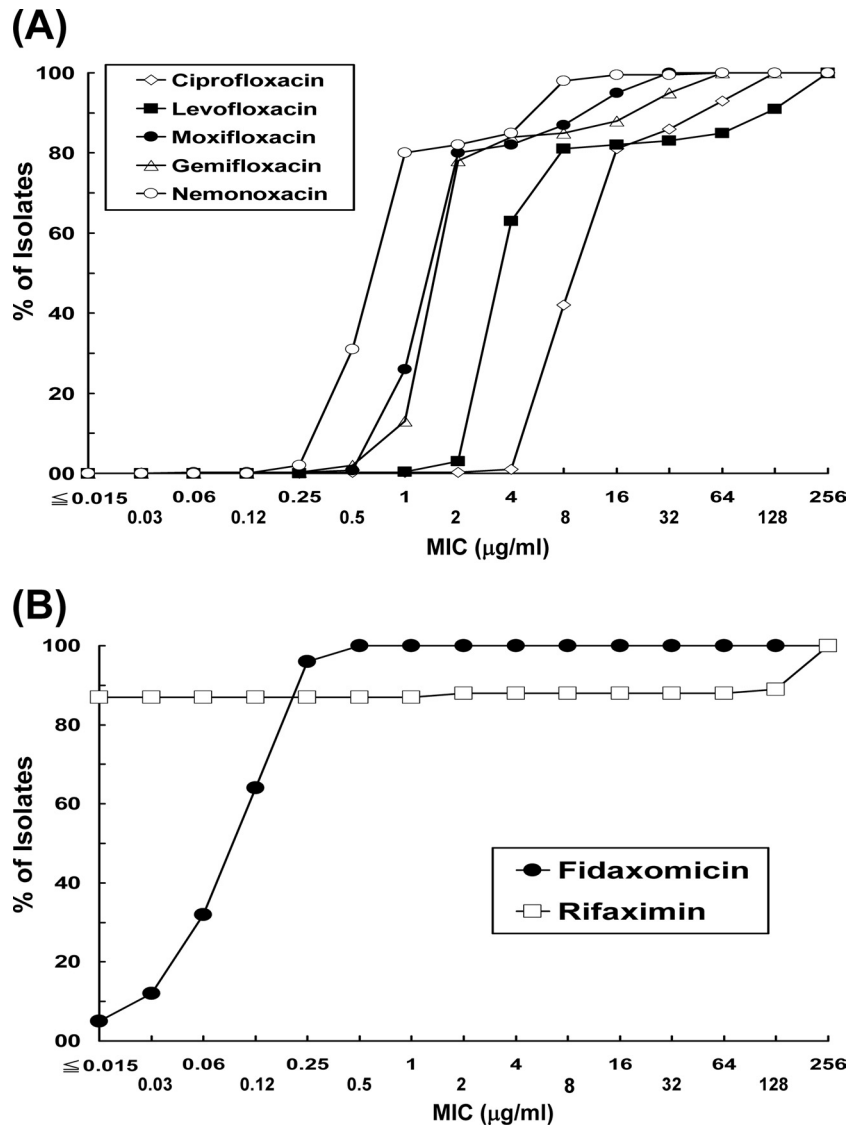 (A)
Ciprofloxacin
Levofloxacin
Moxifloxacin
Gemifloxacin
Nemonoxacin
100
80
60
40
20
00
% of Isolates
≦0.015 0.06 0.25 1 4 16 64 256
0.03 0.12 0.5 2 8 32 128
MIC (μg/ml)
(B)
100
80
60
40
20
00
% of Isolates
Fidaxomicin
Rifaximin
≦0.015 0.06 0.25 1 4 16 64 256
0.03 0.12 0.5 2 8 32 128
MIC (μg/ml)